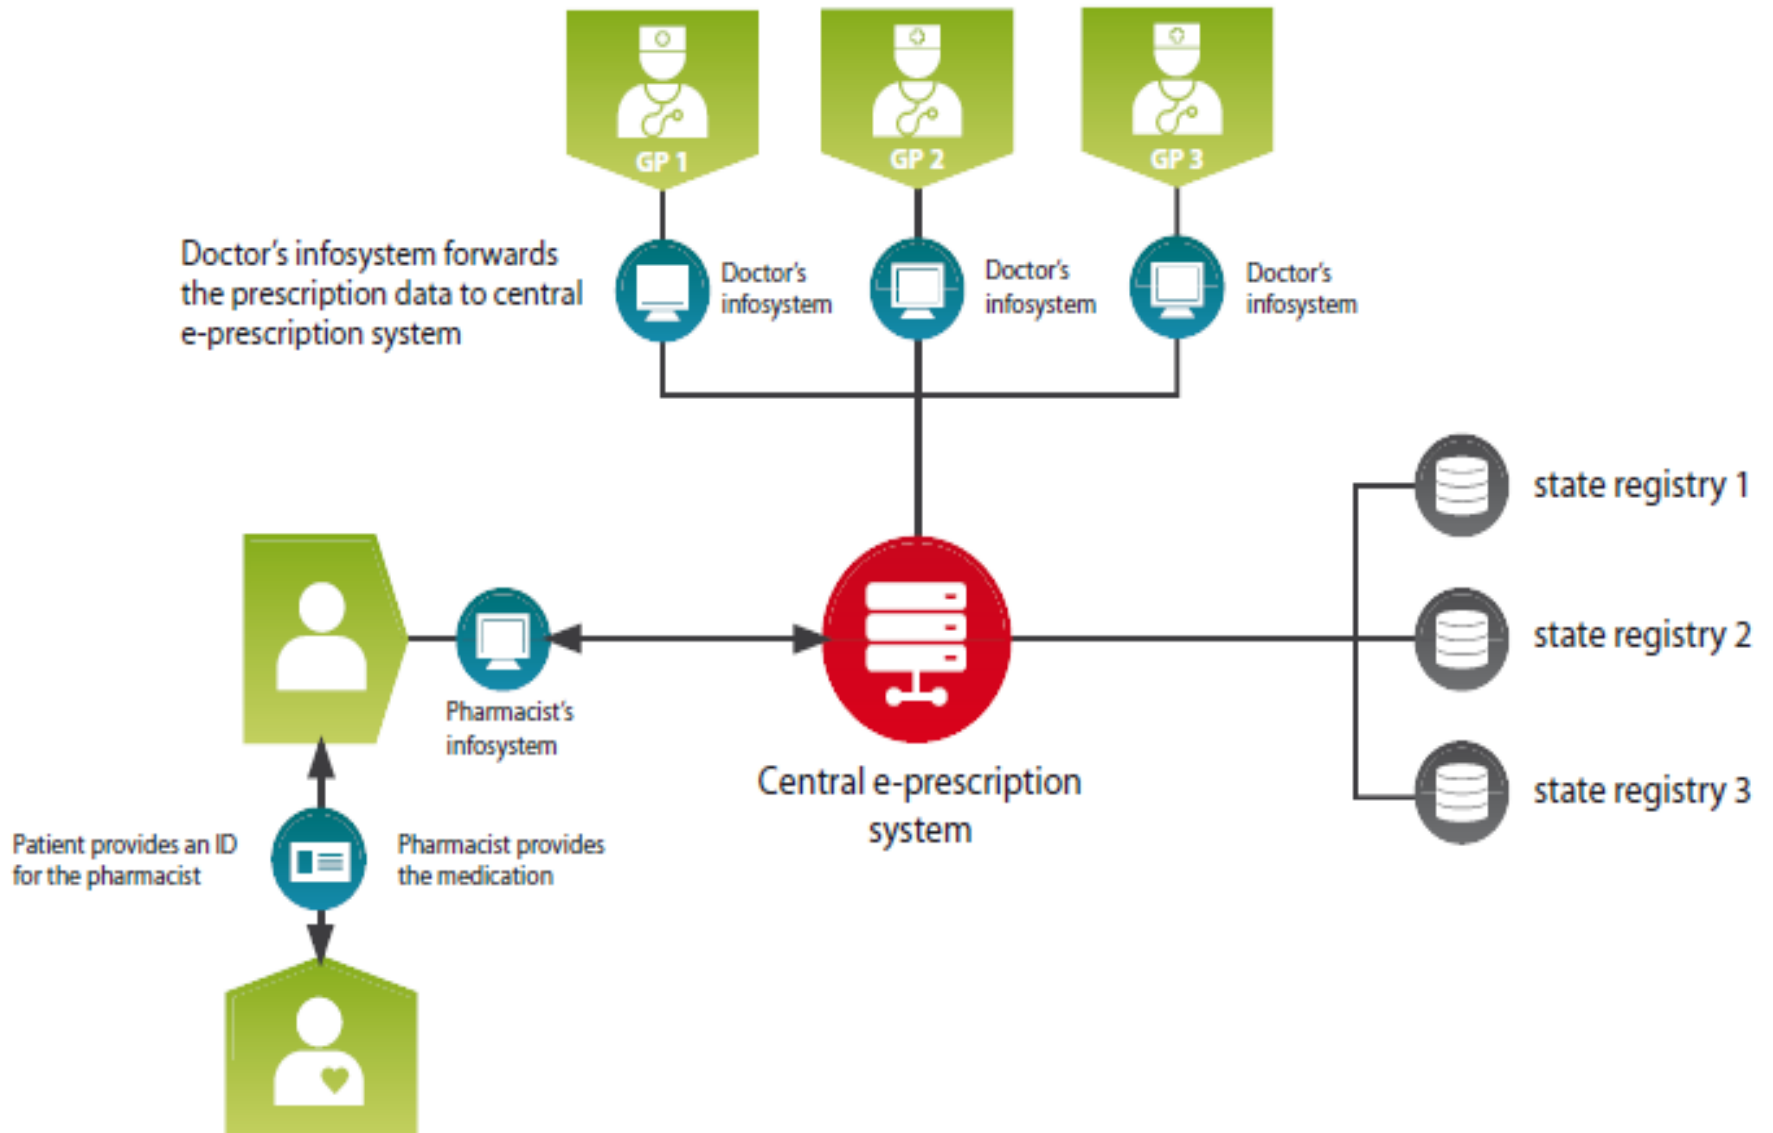 GP 1
GP 2
GP 3
Doctor's infosystem forwards
the prescription data to central
e-prescription system
Doctor's
infosystem
Doctor's
infosystem
Doctor's
infosystem
state registry 1
state registry 2
state registry 3
Pharmacist's
infosystem
Central e-prescription
system
Patient provides an ID
for the pharmacist
Pharmacist provides
the medication